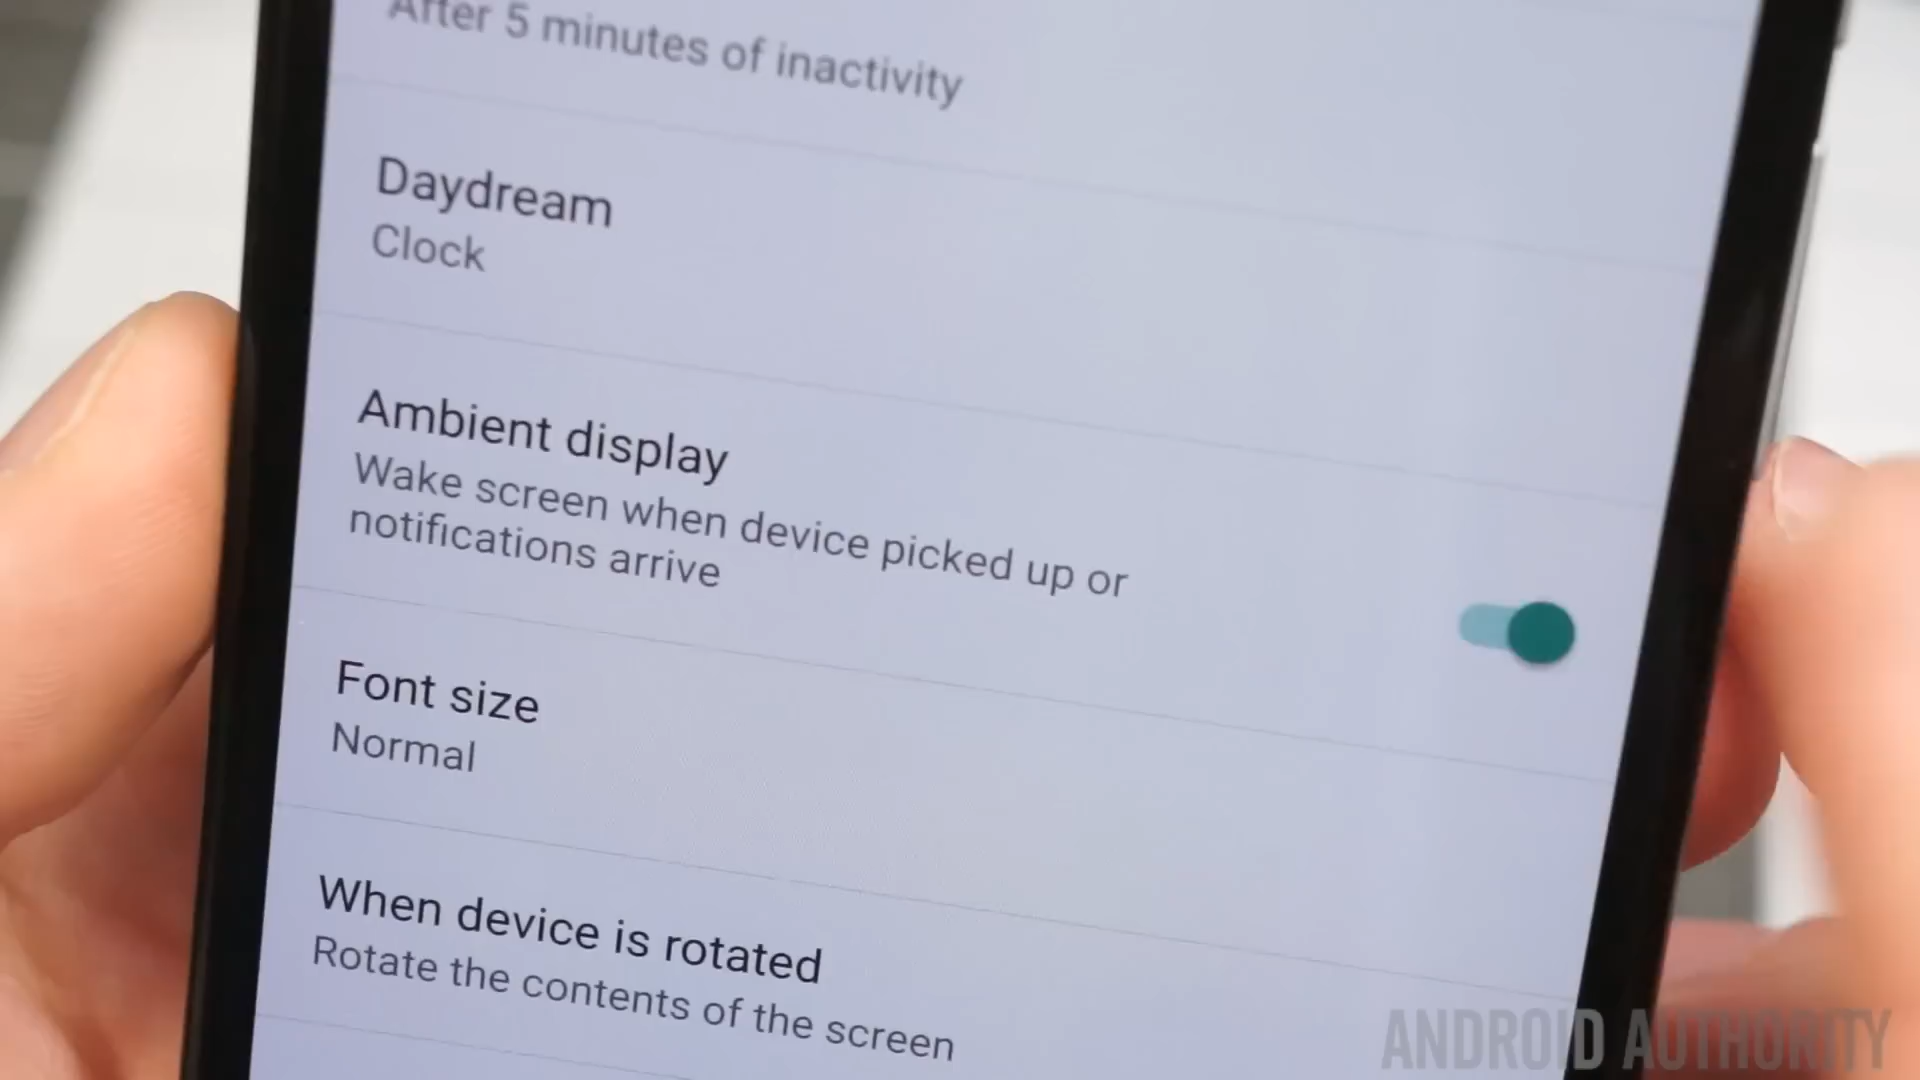 After 5 minutes of inactivity
Daydream
Clock
Ambient display
Wake screen when device picked up or
notifications arrive
Font size
Normal
When device is rotated
Rotate the contents of the screen
ANDROID AUTHORITY